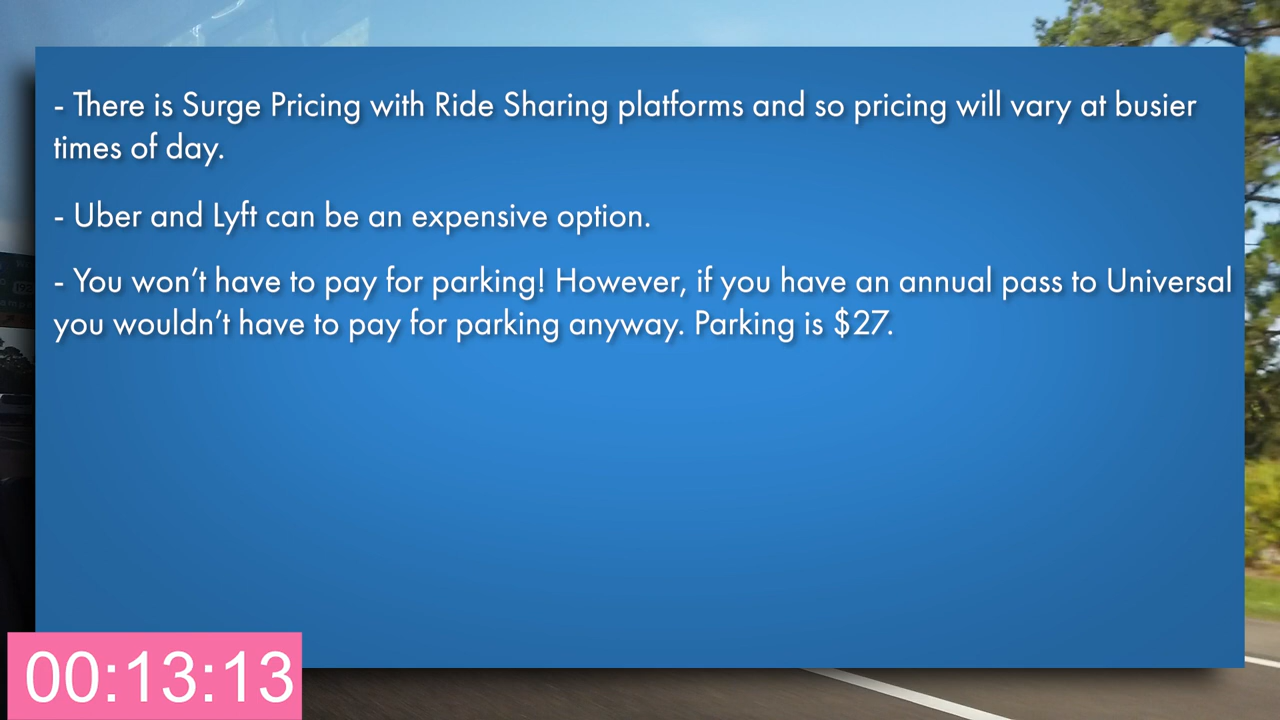 - There is Surge Pricing with Ride Sharing platforms and so pricing will vary at busier
times of day.
- Uber and Lyft can be an expensive option.
- You won’t have to pay for parking! However, if you have an annual pass to Universal
you wouldn’t have to pay for parking anyway. Parking is $27.
00:13:13